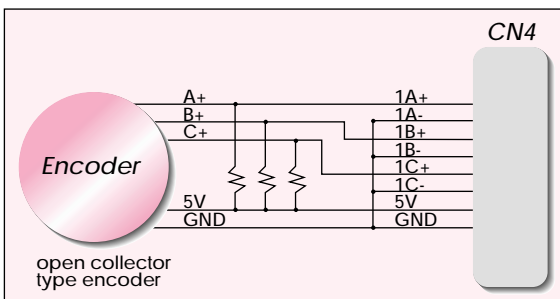 CN4
A+
B+
C+
5V
GND
1A+
1A-
1B+
1B-
1C+
1C-
5V
GND
Encoder
open collector
type encoder